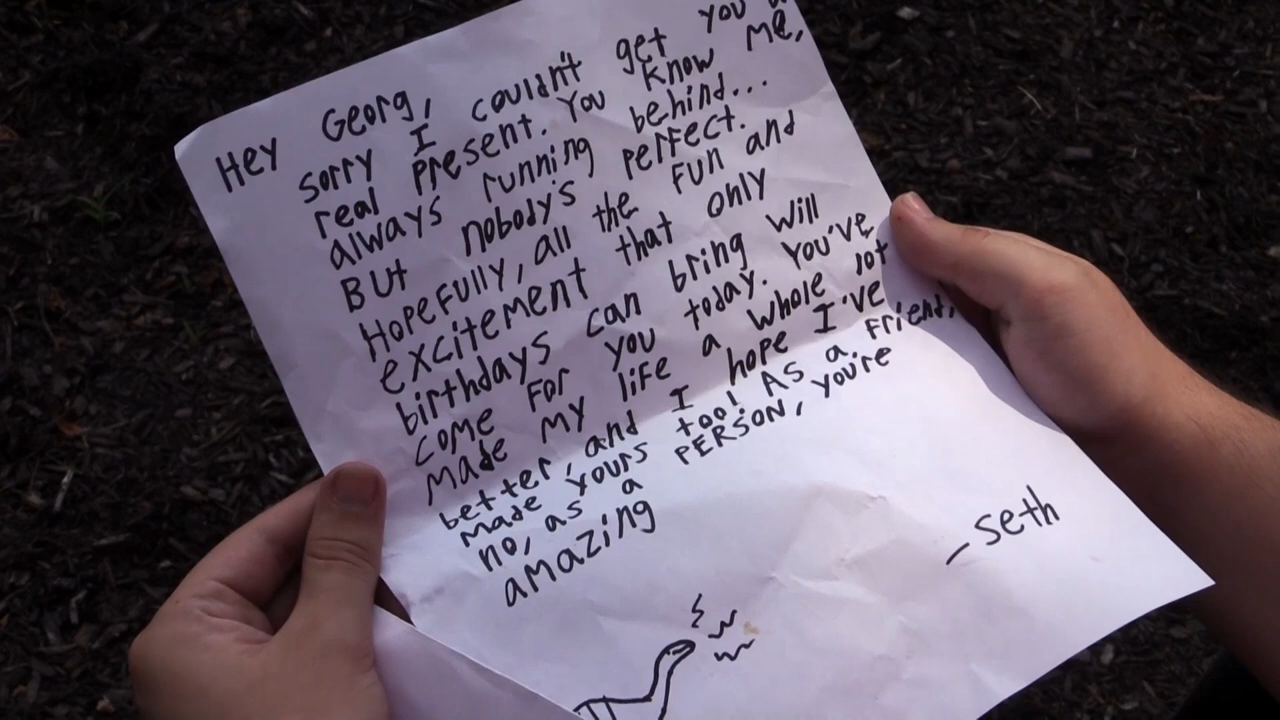 Hey Georg,
sorry I couldn't get you a
real present. You know me,
always running behind...
But nobody's perfect.
Hopefully, all the fun and
excitement that only
birthdays can bring will
come for you today. You've
made my life a whole lot
better, and I hope I've
made yours too! As a friend,
no, as a PERSON, you're
amazing
- Seth